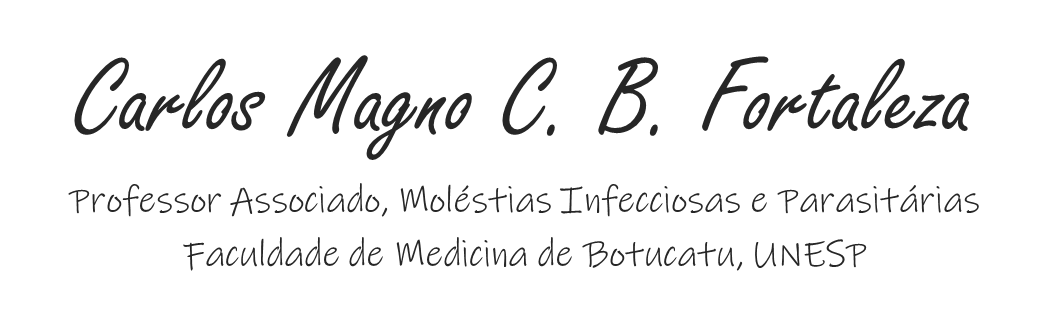 Carlos Magno C. B. Fortaleza
Professor Associado, Moléstias Infecciosas e Parasitárias
Faculdade de Medicina de Botucatu, UNESP